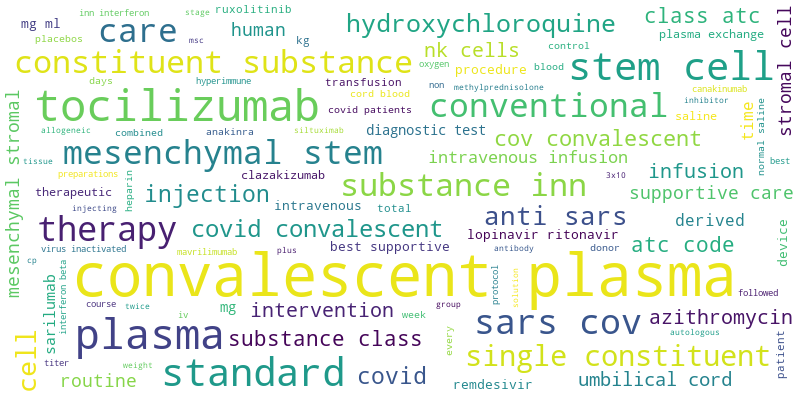 inn interferon
stage
ruxolitinib
mg ml
care
human
hydroxychloroquine
class atc
placebos
msc
kg
nk cells
control
plasma exchange
constituent substance
oxygen
procedure
blood
stem cell
stromal cell
days
hyperimmune
transfusion
non
methylprednisolone
canakinumab
cord blood
tocilizumab
covid patients
conventional
inhibitor
time
saline
normal saline
allogeneic
combined
anakinra
siltuximab
diagnostic test
cov convalescent
mesenchymal stromal
tissue
mesenchymal stem
intravenous infusion
best
preparations
clazakizumab
3x10
infusion
therapeutic
heparin
injection
substance inn
supportive care
injecting
intravenous
total
anti sars
derived
therapy
covid convalescent
lopinavir ritonavir
atc code
device
virus inactivated
mavrilimumab
best supportive
antibody
donor
cp
sarilumab
interferon beta
plus
convalescent plasma
protocol
solution
followed
course
twice
mg
intervention
week
group
sars cov
azithromycin
plasma
iv
substance class
every
autologous
cell
titer
weight
standard
covid
single constituent
patient
routine
remdesivir
umbilical cord